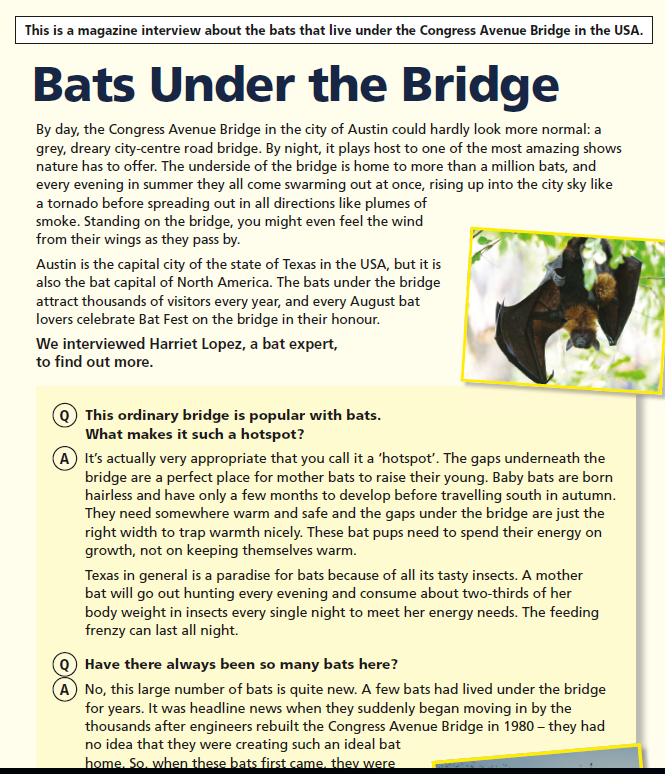 This is a magazine interview about the bats that live under the Congress Avenue Bridge in the USA.
Bats Under the Bridge
By day, the Congress Avenue Bridge in the city of Austin could hardly look more normal: a
grey, dreary city-centre road bridge. By night, it plays host to one of the most amazing shows
nature has to offer. The underside of the bridge is home to more than a million bats, and
every evening in summer they all come swarming out at once, rising up into the city sky like
a tornado before spreading out in all directions like plumes of
smoke. Standing on the bridge, you might even feel the wind
from their wings as they pass by.
Austin is the capital city of the state of Texas in the USA, but it is
also the bat capital of North America. The bats under the bridge
attract thousands of visitors every year, and every August bat
lovers celebrate Bat Fest on the bridge in their honour.
We interviewed Harriet Lopez, a bat expert,
to find out more.
Q This ordinary bridge is popular with bats.
What makes it such a hotspot?
A It’s actually very appropriate that you call it a ‘hotspot’. The gaps underneath the
bridge are a perfect place for mother bats to raise their young. Baby bats are born
hairless and have only a few months to develop before travelling south in autumn.
They need somewhere warm and safe and the gaps under the bridge are just the
right width to trap warmth nicely. These bat pups need to spend their energy on
growth, not on keeping themselves warm.
Texas in general is a paradise for bats because of all its tasty insects. A mother
bat will go out hunting every evening and consume about two-thirds of her
body weight in insects every single night to meet her energy needs. The feeding
frenzy can last all night.
Q Have there always been so many bats here?
A No, this large number of bats is quite new. A few bats had lived under the bridge
for years. It was headline news when they suddenly began moving in by the
thousands after engineers rebuilt the Congress Avenue Bridge in 1980 – they had
no idea that they were creating such an ideal bat
home. So, when these bats first came, they were